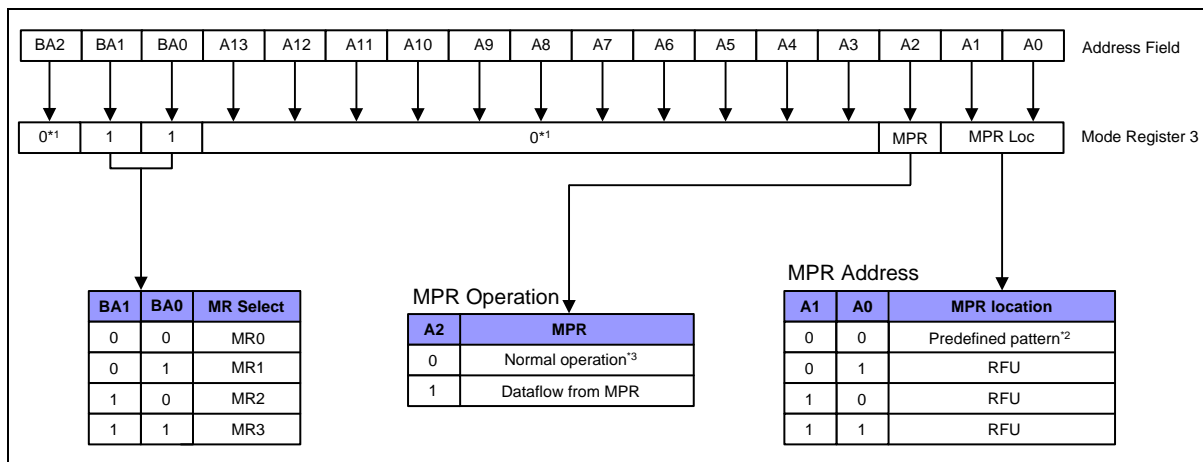 BA2 BA1 BA0 A13 A12 A11 A10 A9 A8 A7 A6 A5 A4 A3 A2 A1 A0 Address Field
0*1 1 1 0*1 MPR MPR Loc Mode Register 3
MPR Address
MPR Operation
BA1 BA0 MR Select
0 0 MR0
0 1 MR1
1 0 MR2
1 1 MR3
A2 MPR
0 Normal operation*3
1 Dataflow from MPR
A1 A0 MPR location
0 0 Predefined pattern*2
0 1 RFU
1 0 RFU
1 1 RFU